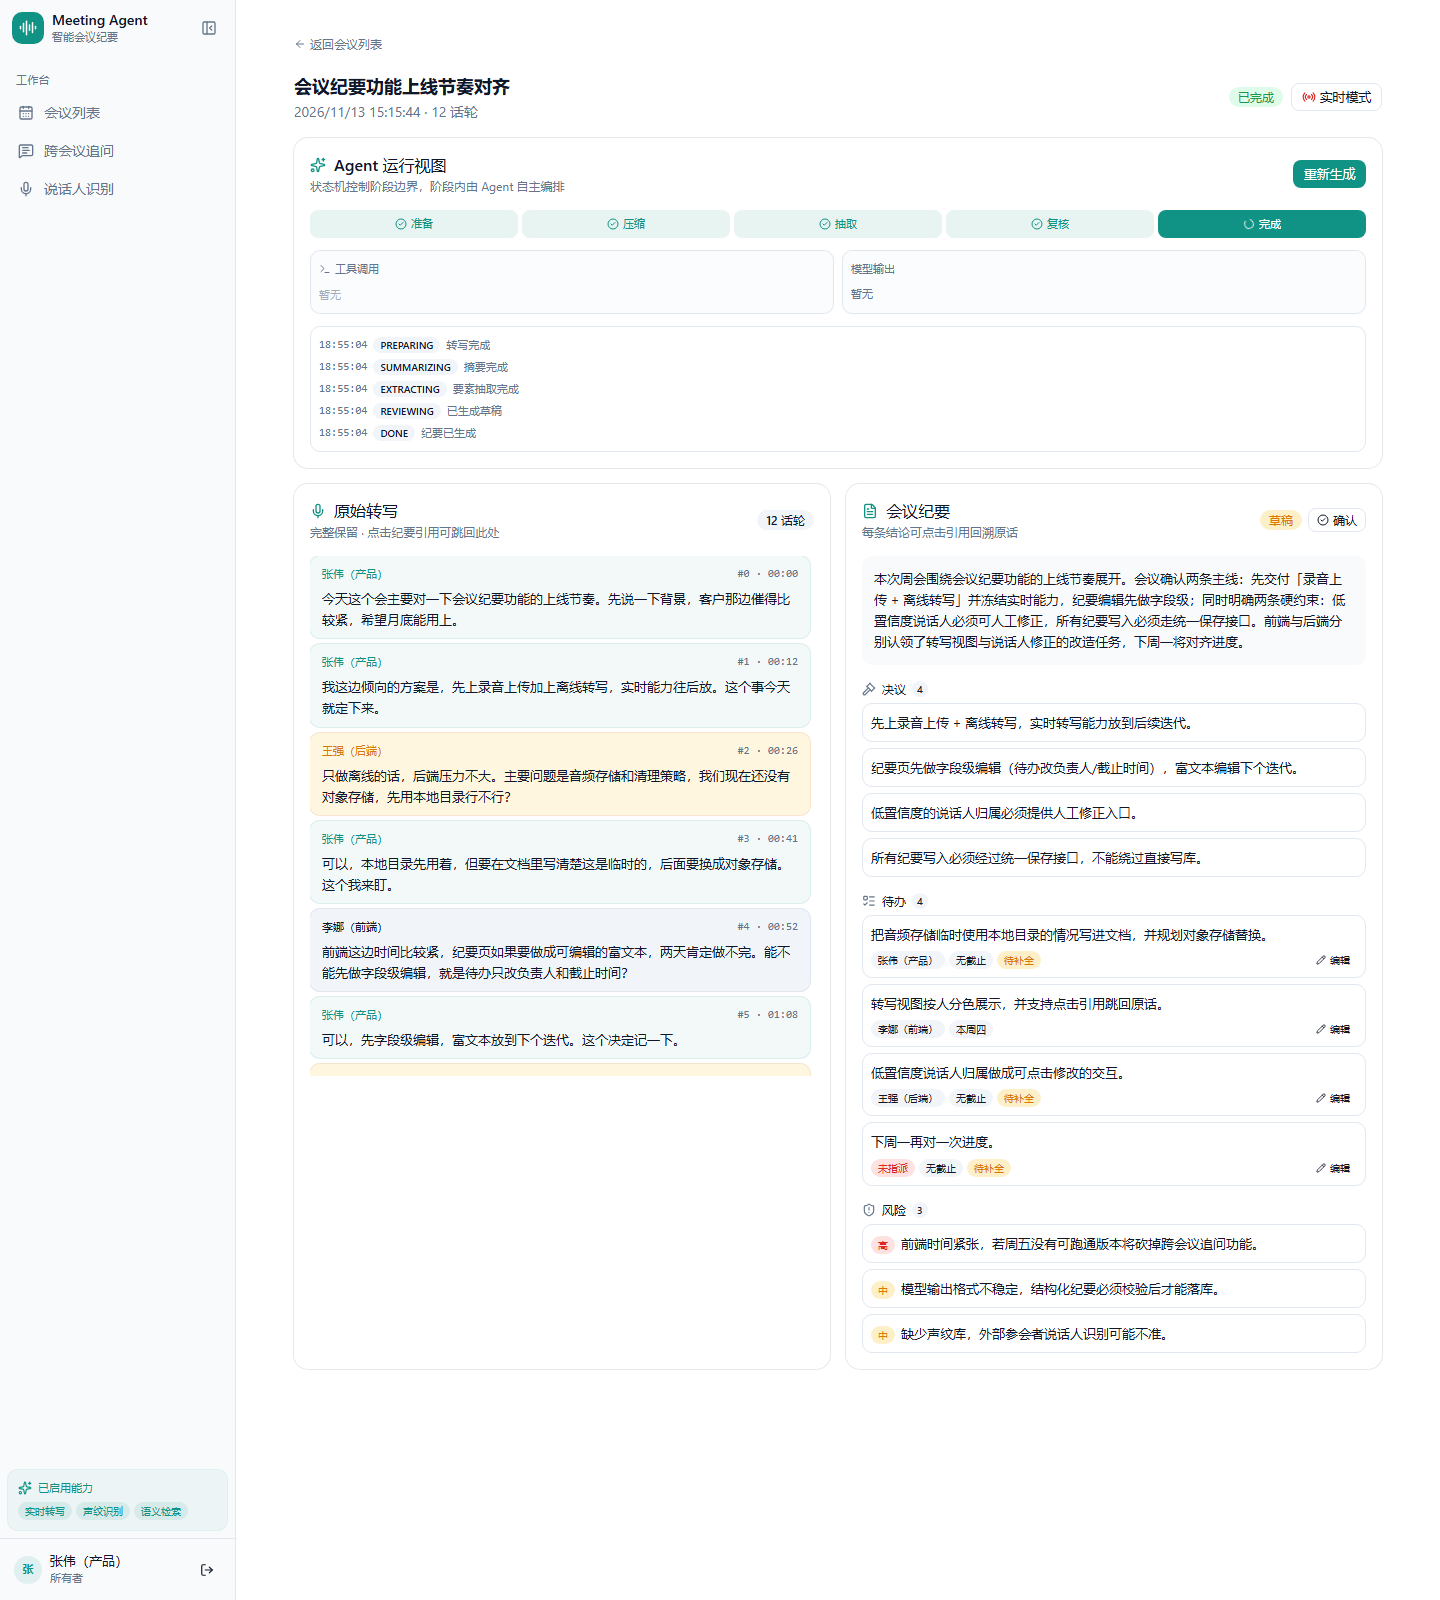 Meeting Agent
智能会议纪要
工作台
会议列表
跨会议追问
说话人识别
已启用能力
实时转写 声纹识别 语义检索
张 张伟（产品）
所有者
返回会议列表
会议纪要功能上线节奏对齐
2026/11/13 15:15:44 · 12 话轮
已完成 实时模式
Agent 运行视图
状态机控制阶段边界，阶段内由 Agent 自主编排
重新生成
准备 压缩 抽取 复核 完成
工具调用
暂无
模型输出
暂无
18:55:04 PREPARING 转写完成
18:55:04 SUMMARIZING 摘要完成
18:55:04 EXTRACTING 要素抽取完成
18:55:04 REVIEWING 已生成草稿
18:55:04 DONE 纪要已生成
原始转写
完整保留 · 点击纪要引用可跳回此处
12 话轮
张伟（产品） #0 · 00:00
今天这个会主要对一下会议纪要功能的上线节奏。先说一下背景，客户那边催得比
较紧，希望月底能用上。
张伟（产品） #1 · 00:12
我这边倾向的方案是，先上录音上传加上离线转写，实时能力往后放。这个事今天
就定下来。
王强（后端） #2 · 00:26
只做离线的话，后端压力不大。主要问题是音频存储和清理策略，我们现在还没有
对象存储，先用本地目录行不行？
张伟（产品） #3 · 00:41
可以，本地目录先用着，但要在文档里写清楚这是临时的，后面要换成对象存储。
这个我来盯。
李娜（前端） #4 · 00:52
前端这边时间比较紧，纪要页如果要做成可编辑的富文本，两天肯定做不完。能不
能先做字段级编辑，就是待办只改负责人和截止时间？
张伟（产品） #5 · 01:08
可以，先字段级编辑，富文本放到下个迭代。这个决定记一下。
会议纪要
每条结论可点击引用回溯原话
草稿 确认
本次周会围绕会议纪要功能的上线节奏展开。会议确认两条主线：先交付「录音上
传 + 离线转写」并冻结实时能力，纪要编辑先做字段级；同时明确两条硬约束：低
置信度说话人必须可人工修正，所有纪要写入必须走统一保存接口。前端与后端分
别认领了转写视图与说话人修正的改造任务，下周一将对齐进度。
决议 4
先上录音上传 + 离线转写，实时转写能力放到后续迭代。
纪要页先做字段级编辑（待办改负责人/截止时间），富文本编辑下个迭代。
低置信度的说话人归属必须提供人工修正入口。
所有纪要写入必须经过统一保存接口，不能绕过直接写库。
待办 4
把音频存储临时使用本地目录的情况写进文档，并规划对象存储替换。
张伟（产品） 无截止 待补全 编辑
转写视图按人分色展示，并支持点击引用跳回原话。
李娜（前端） 本周四 编辑
低置信度说话人归属做成可点击修改的交互。
王强（后端） 无截止 待补全 编辑
下周一再对一次进度。
未指派 无截止 待补全 编辑
风险 3
高 前端时间紧张，若周五没有可跑通版本将砍掉跨会议追问功能。
中 模型输出格式不稳定，结构化纪要必须校验后才能落库。
中 缺少声纹库，外部参会者说话人识别可能不准。